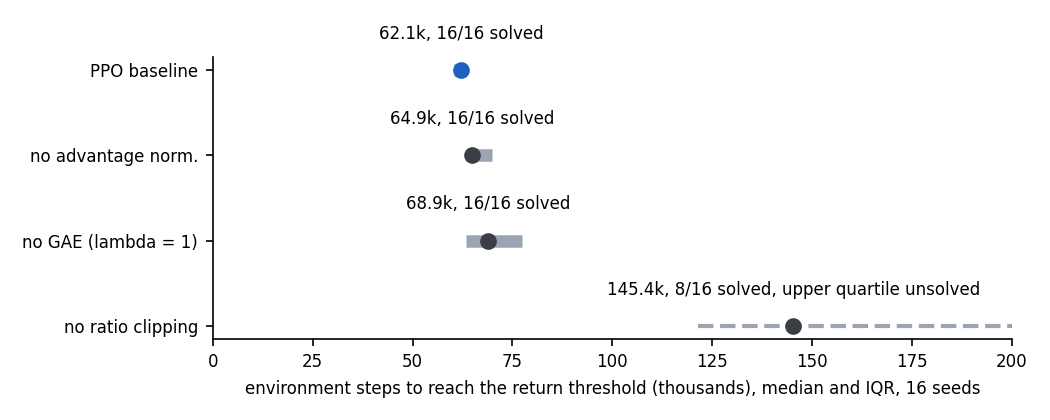 62.1k, 16/16 solved
PPO baseline
64.9k, 16/16 solved
no advantage norm.
68.9k, 16/16 solved
no GAE (lambda = 1)
145.4k, 8/16 solved, upper quartile unsolved
no ratio clipping
0 25 50 75 100 125 150 175 200
environment steps to reach the return threshold (thousands), median and IQR, 16 seeds